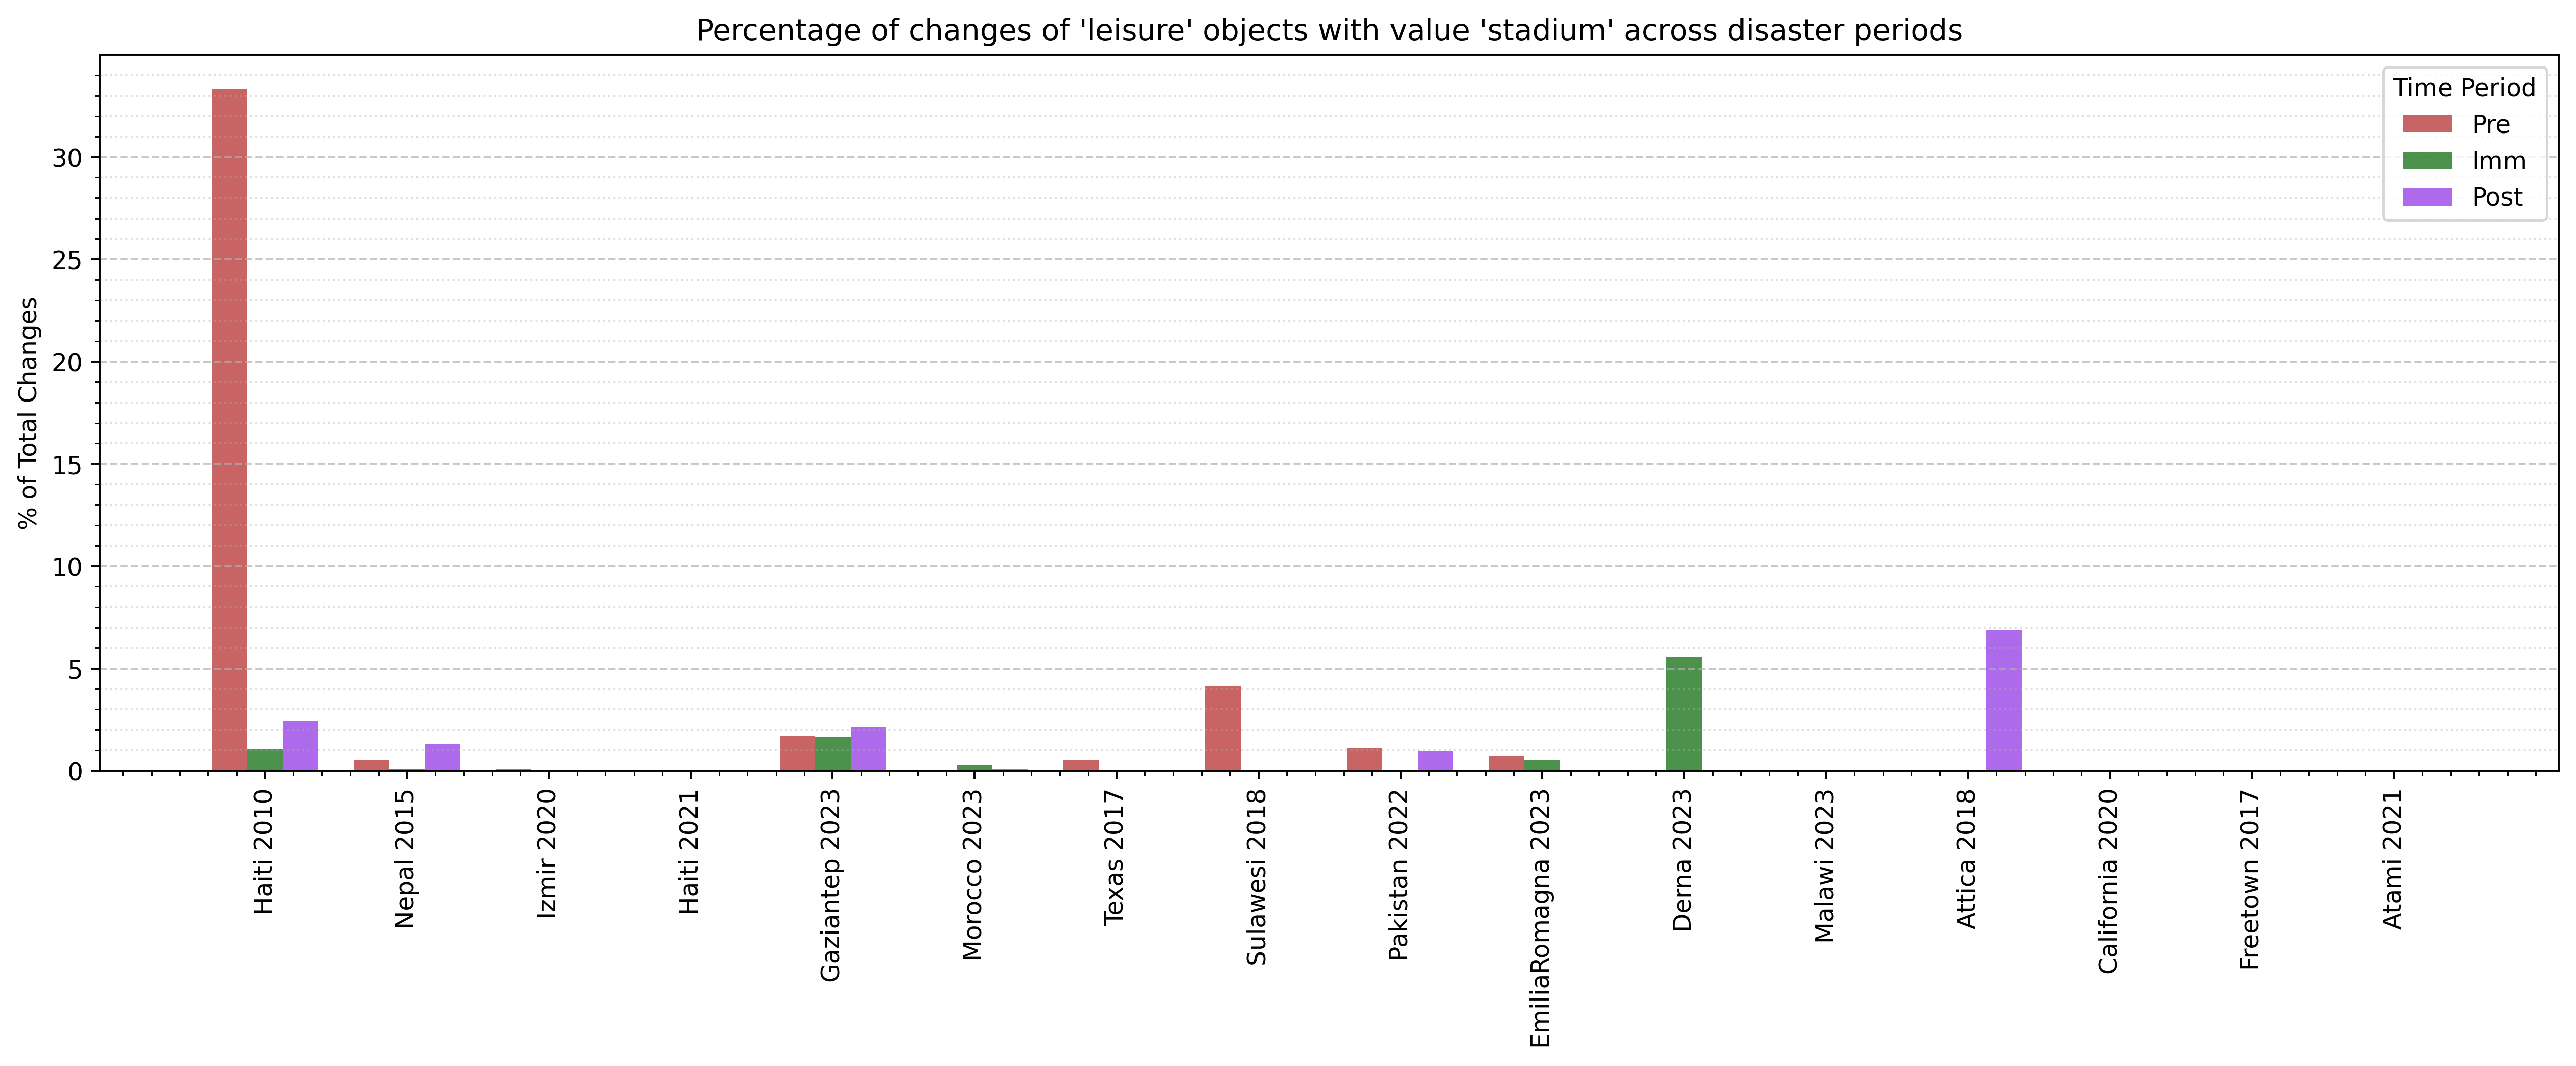 Percentage of changes of 'leisure' objects with value 'stadium' across disaster periods
% of Total Changes
30
25
20
15
10
5
0
Time Period
Pre
Imm
Post
Haiti 2010
Nepal 2015
Izmir 2020
Haiti 2021
Gaziantep 2023
Morocco 2023
Texas 2017
Sulawesi 2018
Pakistan 2022
EmiliaRomagna 2023
Derna 2023
Malawi 2023
Attica 2018
California 2020
Freetown 2017
Atami 2021